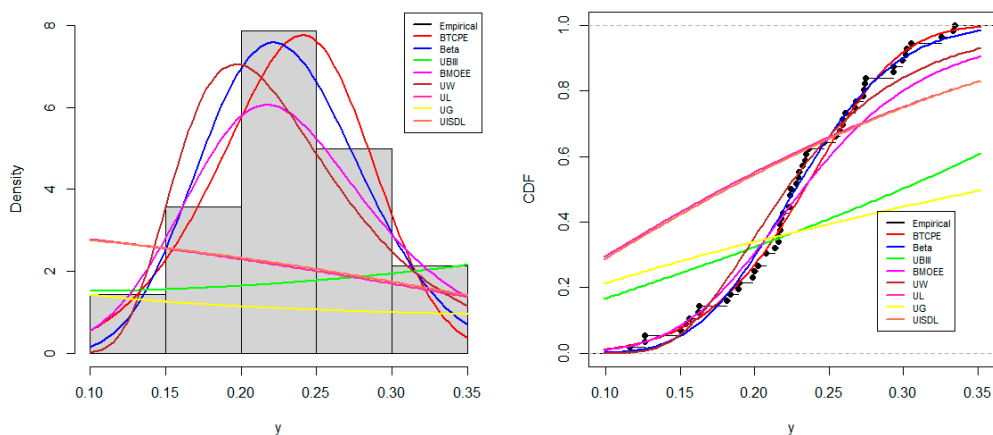 Density
8
6
4
2
0
Empirical
BTCPE
Beta
UBIII
BMOEE
UW
UL
UG
UISDL
0.10 0.15 0.20 0.25 0.30 0.35
y
CDF
1.0
0.8
0.6
0.4
0.2
0.0
Empirical
BTCPE
Beta
UBIII
BMOEE
UW
UL
UG
UISDL
0.10 0.15 0.20 0.25 0.30 0.35
y